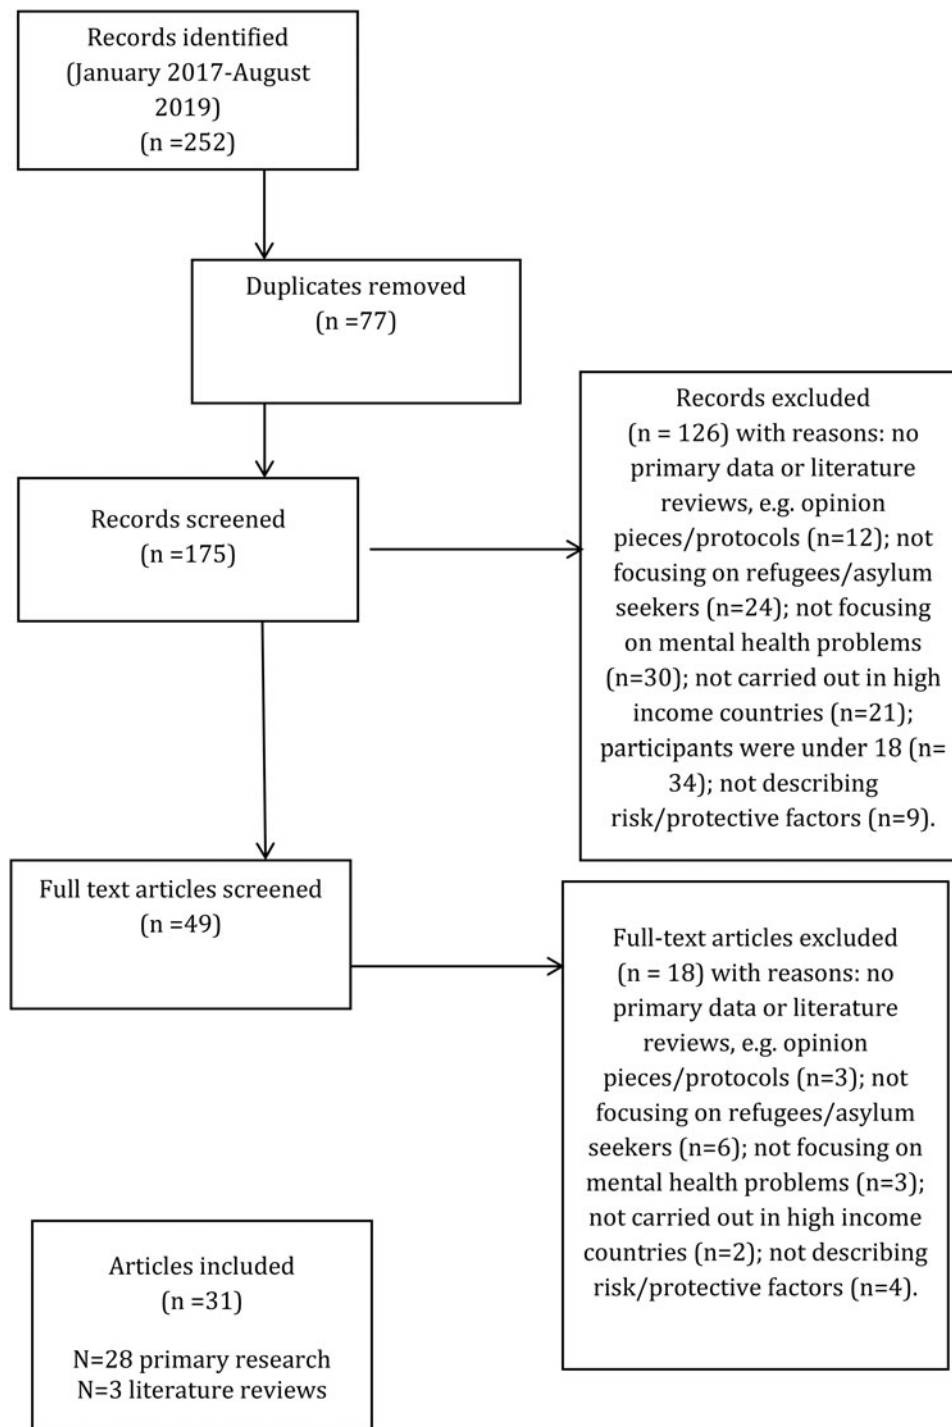 Records identified
(January 2017-August
2019)
(n =252)
Duplicates removed
(n =77)
Records screened
(n =175)
Records excluded
(n = 126) with reasons: no
primary data or literature
reviews, e.g. opinion
pieces/protocols (n=12); not
focusing on refugees/asylum
seekers (n=24); not focusing
on mental health problems
(n=30); not carried out in high
income countries (n=21);
participants were under 18 (n=
34); not describing
risk/protective factors (n=9).
Full text articles screened
(n =49)
Full-text articles excluded
(n = 18) with reasons: no
primary data or literature
reviews, e.g. opinion
pieces/protocols (n=3); not
focusing on refugees/asylum
seekers (n=6); not focusing on
mental health problems (n=3);
not carried out in high income
countries (n=2); not describing
risk/protective factors (n=4).
Articles included
(n =31)
N=28 primary research
N=3 literature reviews